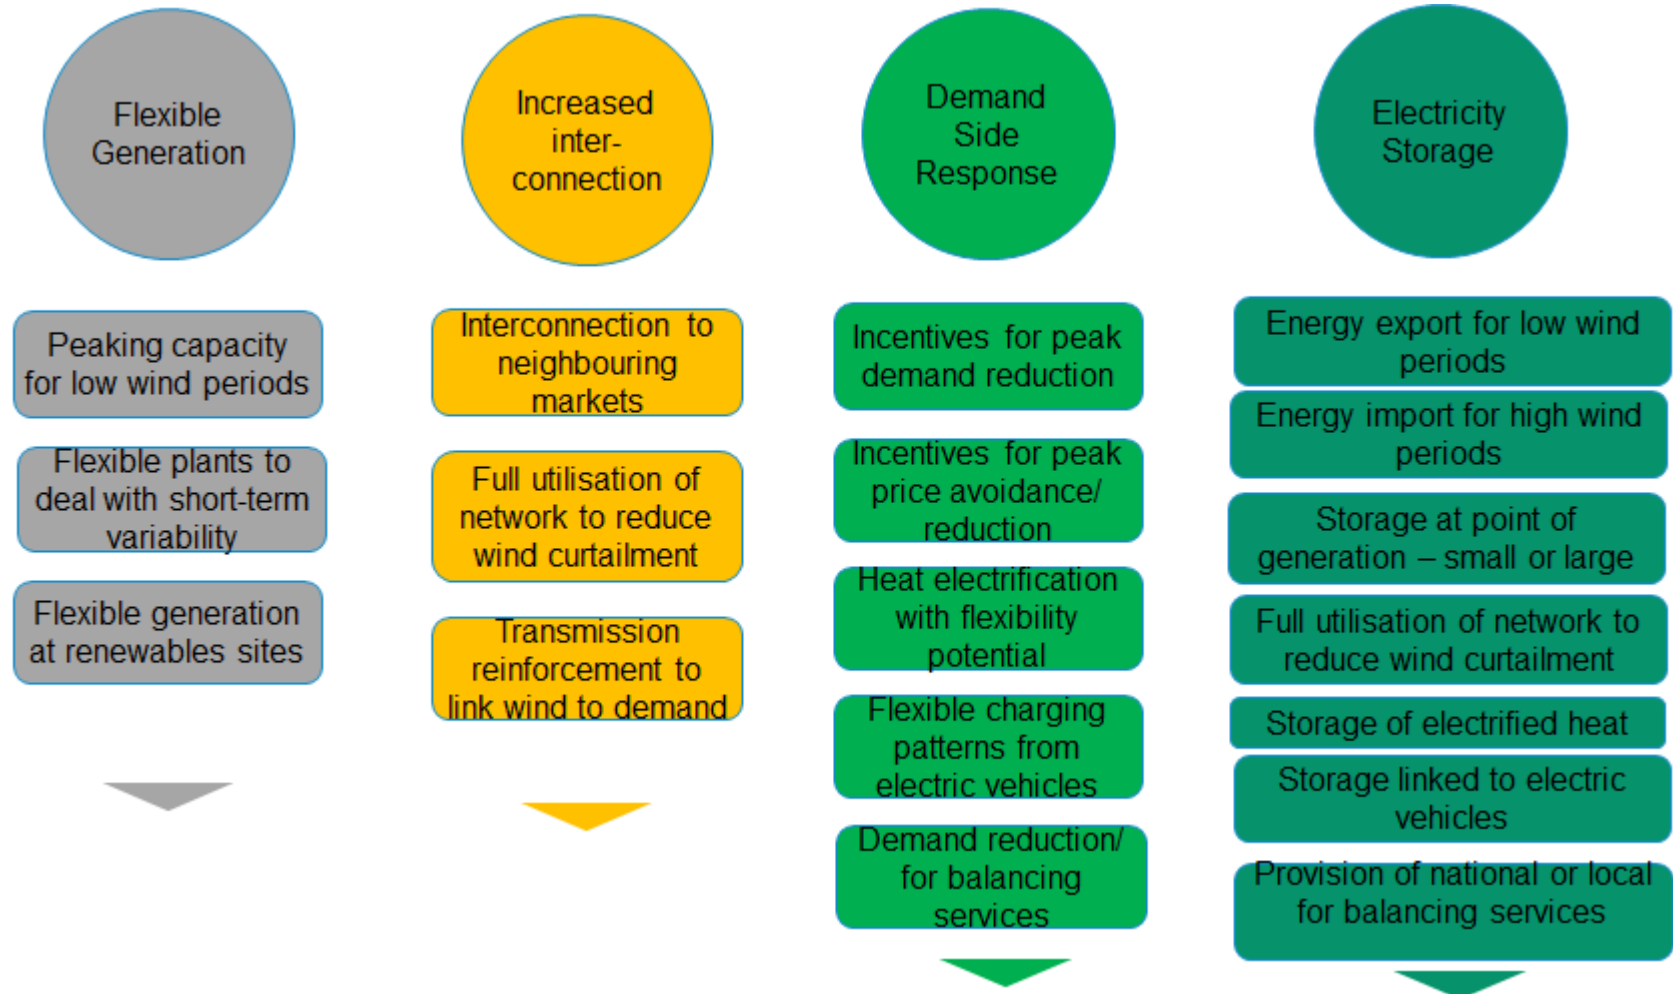 Flexible
Generation
Peaking capacity
for low wind periods
Flexible plants to
deal with short-term
variability
Flexible generation
at renewables sites
Increased
inter-
connection
Interconnection to
neighbouring
markets
Full utilisation of
network to reduce
wind curtailment
Transmission
reinforcement to
link wind to demand
Demand
Side
Response
Incentives for peak
demand reduction
Incentives for peak
price avoidance/
reduction
Heat electrification
with flexibility
potential
Flexible charging
patterns from
electric vehicles
Demand reduction/
for balancing
services
Electricity
Storage
Energy export for low wind
periods
Energy import for high wind
periods
Storage at point of
generation – small or large
Full utilisation of network to
reduce wind curtailment
Storage of electrified heat
Storage linked to electric
vehicles
Provision of national or local
for balancing services